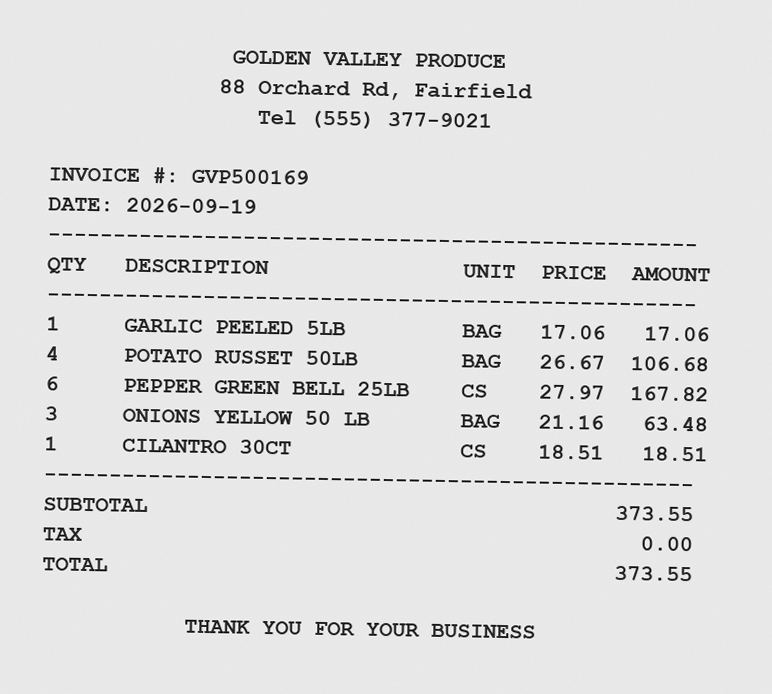 GOLDEN VALLEY PRODUCE
88 Orchard Rd, Fairfield
Tel (555) 377-9021
INVOICE #: GVP500169
DATE: 2026-09-19
--------------------------------------------------
QTY DESCRIPTION UNIT PRICE AMOUNT
--------------------------------------------------
1 GARLIC PEELED 5LB BAG 17.06 17.06
4 POTATO RUSSET 50LB BAG 26.67 106.68
6 PEPPER GREEN BELL 25LB CS 27.97 167.82
3 ONIONS YELLOW 50 LB BAG 21.16 63.48
1 CILANTRO 30CT CS 18.51 18.51
--------------------------------------------------
SUBTOTAL 373.55
TAX 0.00
TOTAL 373.55
THANK YOU FOR YOUR BUSINESS